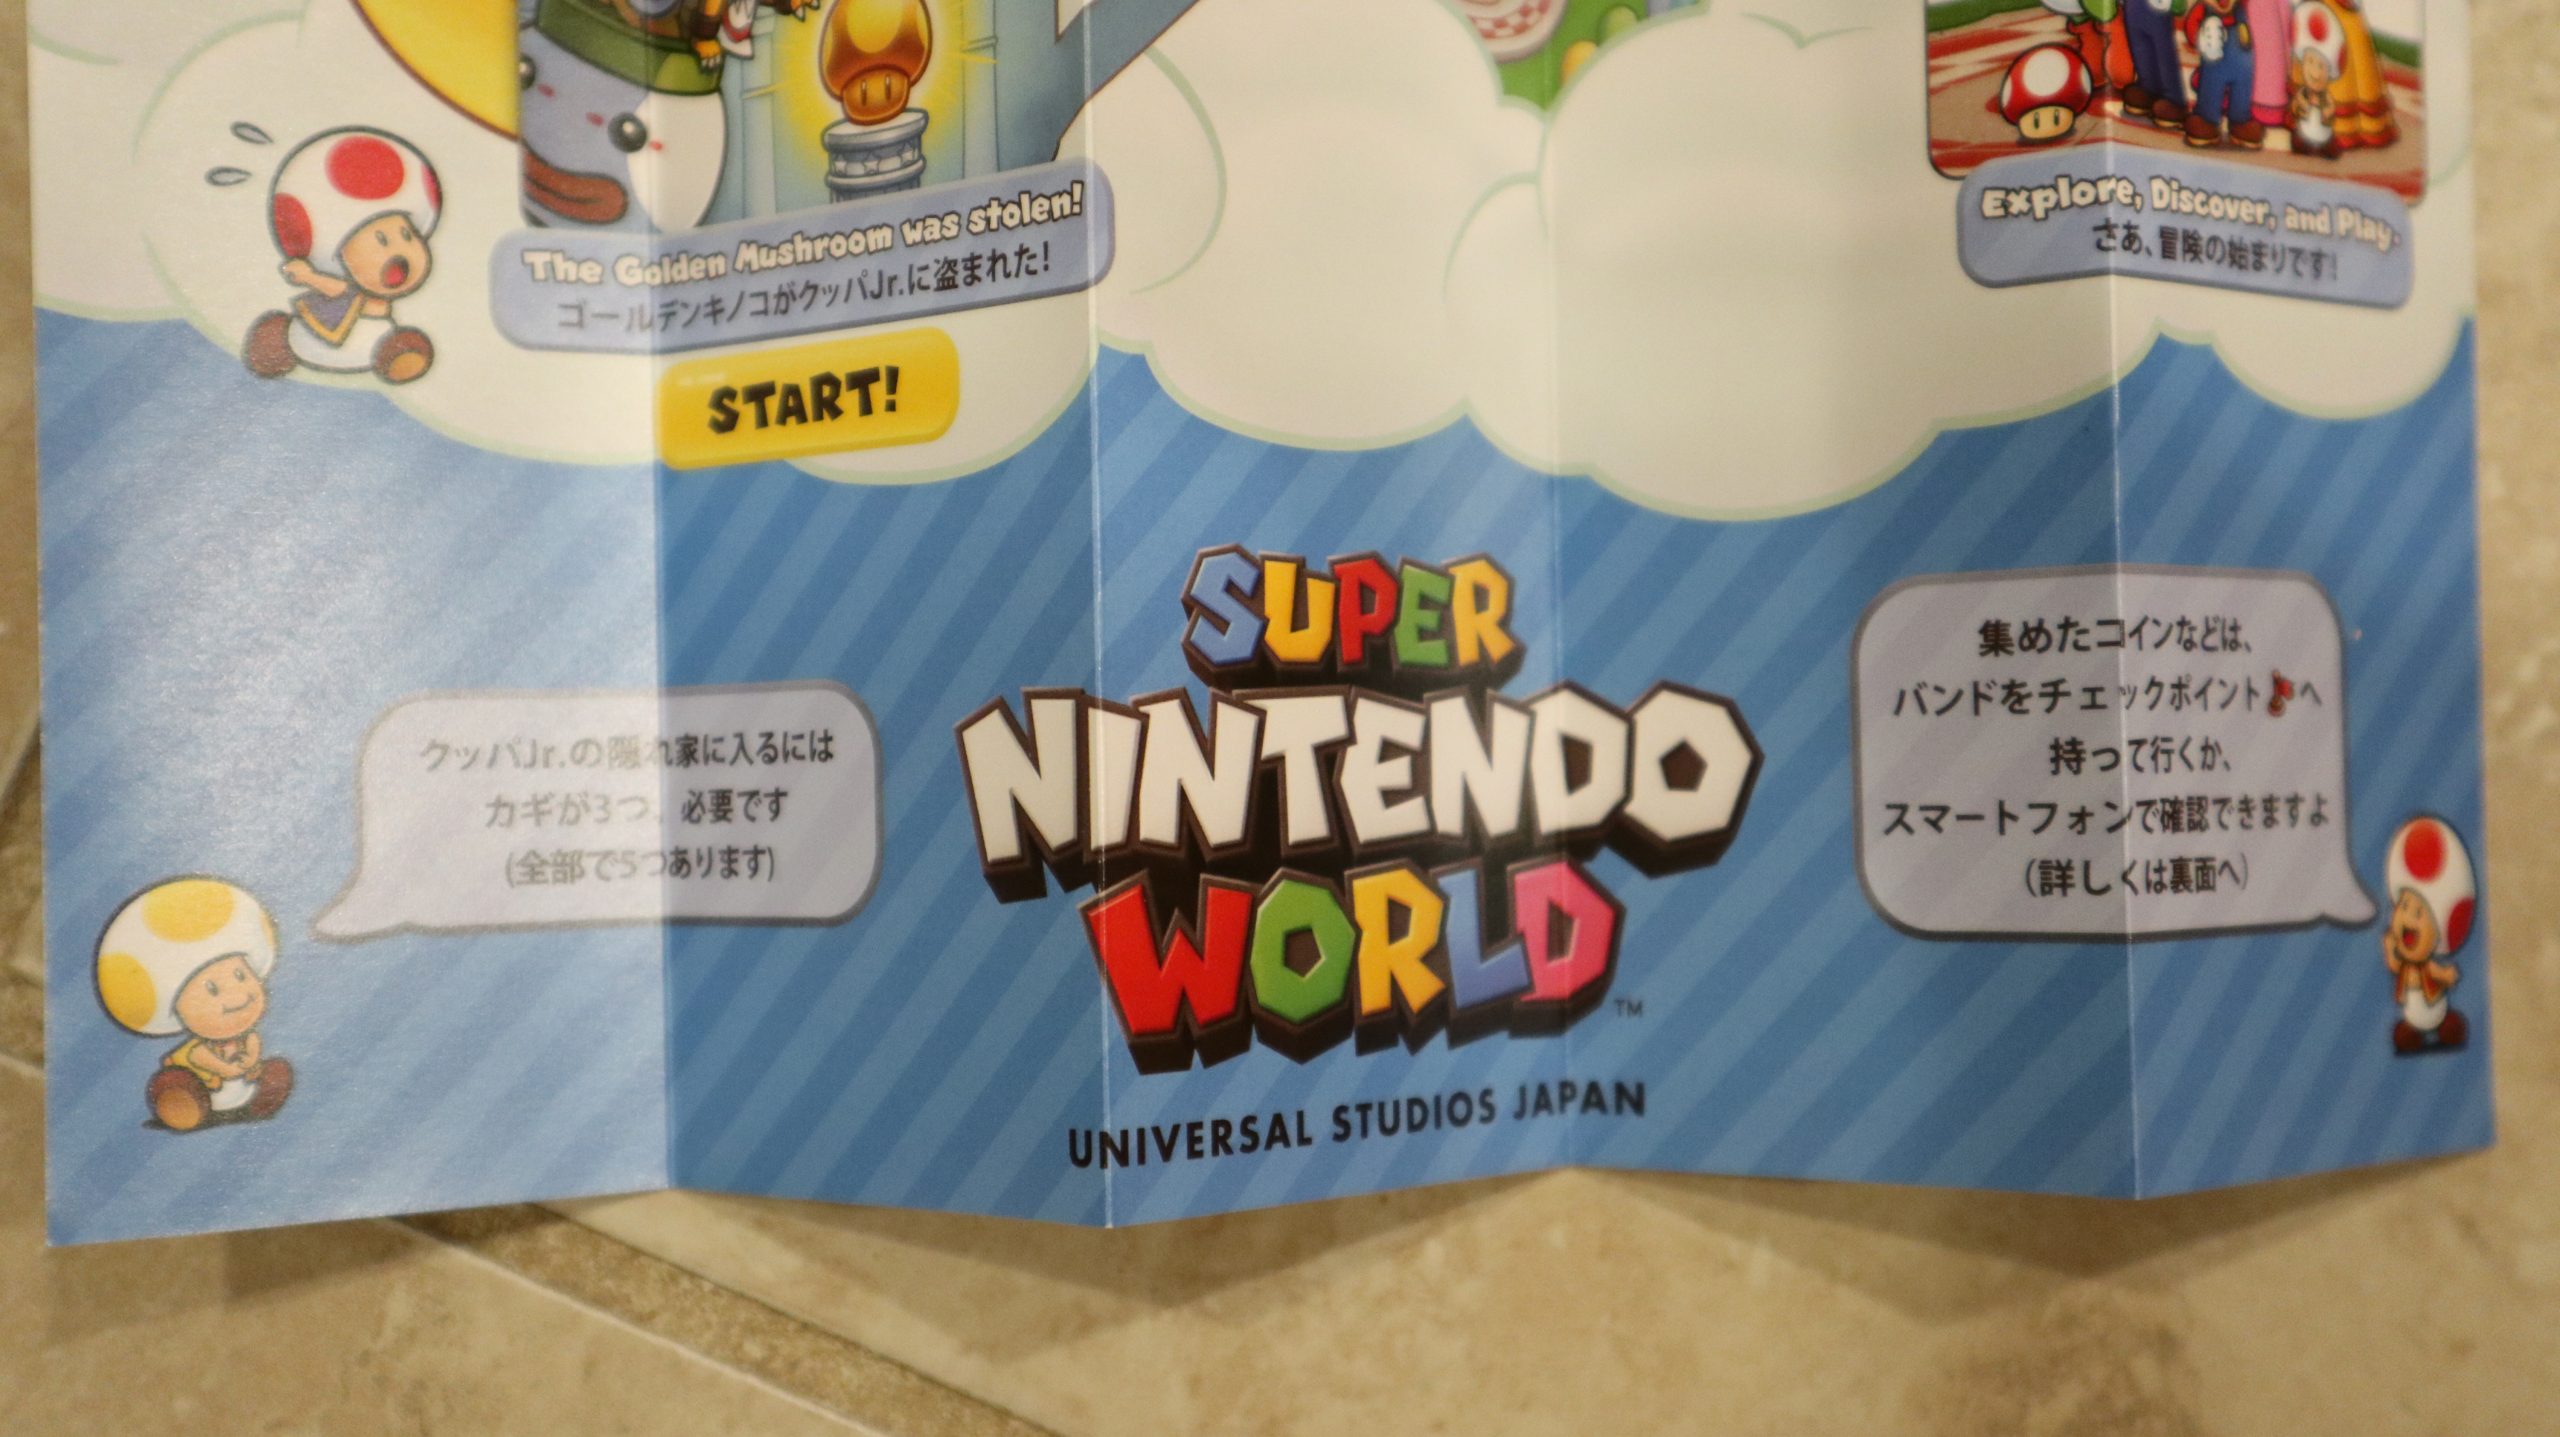 The Golden Mushroom was stolen!
ゴールデンキノコがクッパJr.に盗まれた!
START!
Explore, Discover, and Play.
さあ、冒険の始まりです!
クッパJr.の隠れ家に入るには
カギが3つ、必要です
(全部で5つあります)
SUPER
NINTENDO
WORLD
TM
UNIVERSAL STUDIOS JAPAN
集めたコインなどは、
バンドをチェックポイントへ
持って行くか、
スマートフォンで確認できますよ
(詳しくは裏面へ)